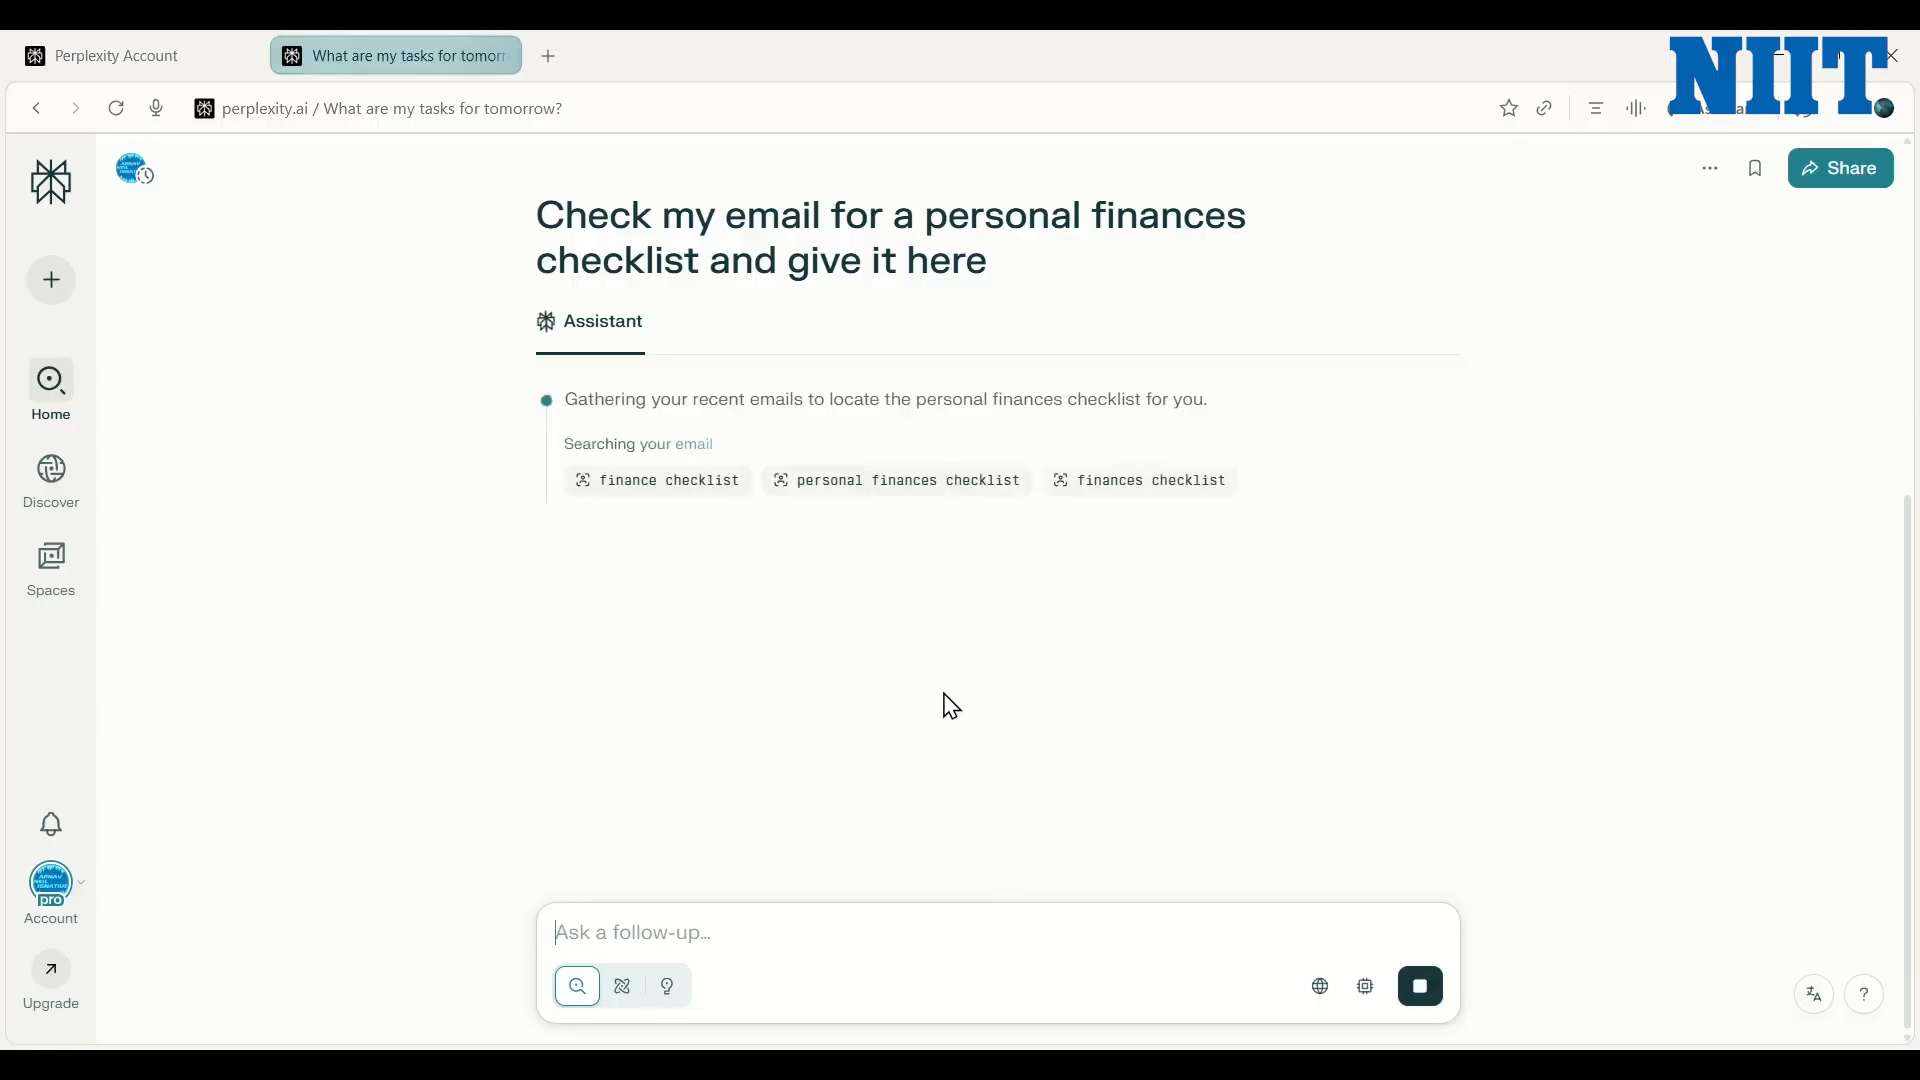 Perplexity Account
What are my tasks for tomorr
NIIT
perplexity.ai / What are my tasks for tomorrow?
Share
Check my email for a personal finances
checklist and give it here
Assistant
Gathering your recent emails to locate the personal finances checklist for you.
Searching your email
finance checklist
personal finances checklist
finances checklist
Home
Discover
Spaces
pro
Account
Upgrade
Ask a follow-up...
?